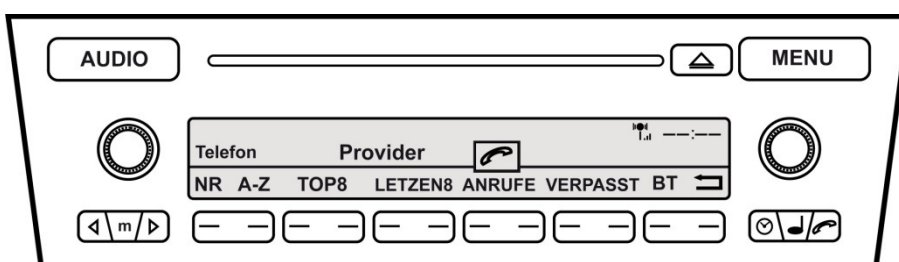 AUDIO
MENU
--:--
Telefon Provider
NR A-Z TOP8 LETZEN8 ANRUFE VERPASST BT
m